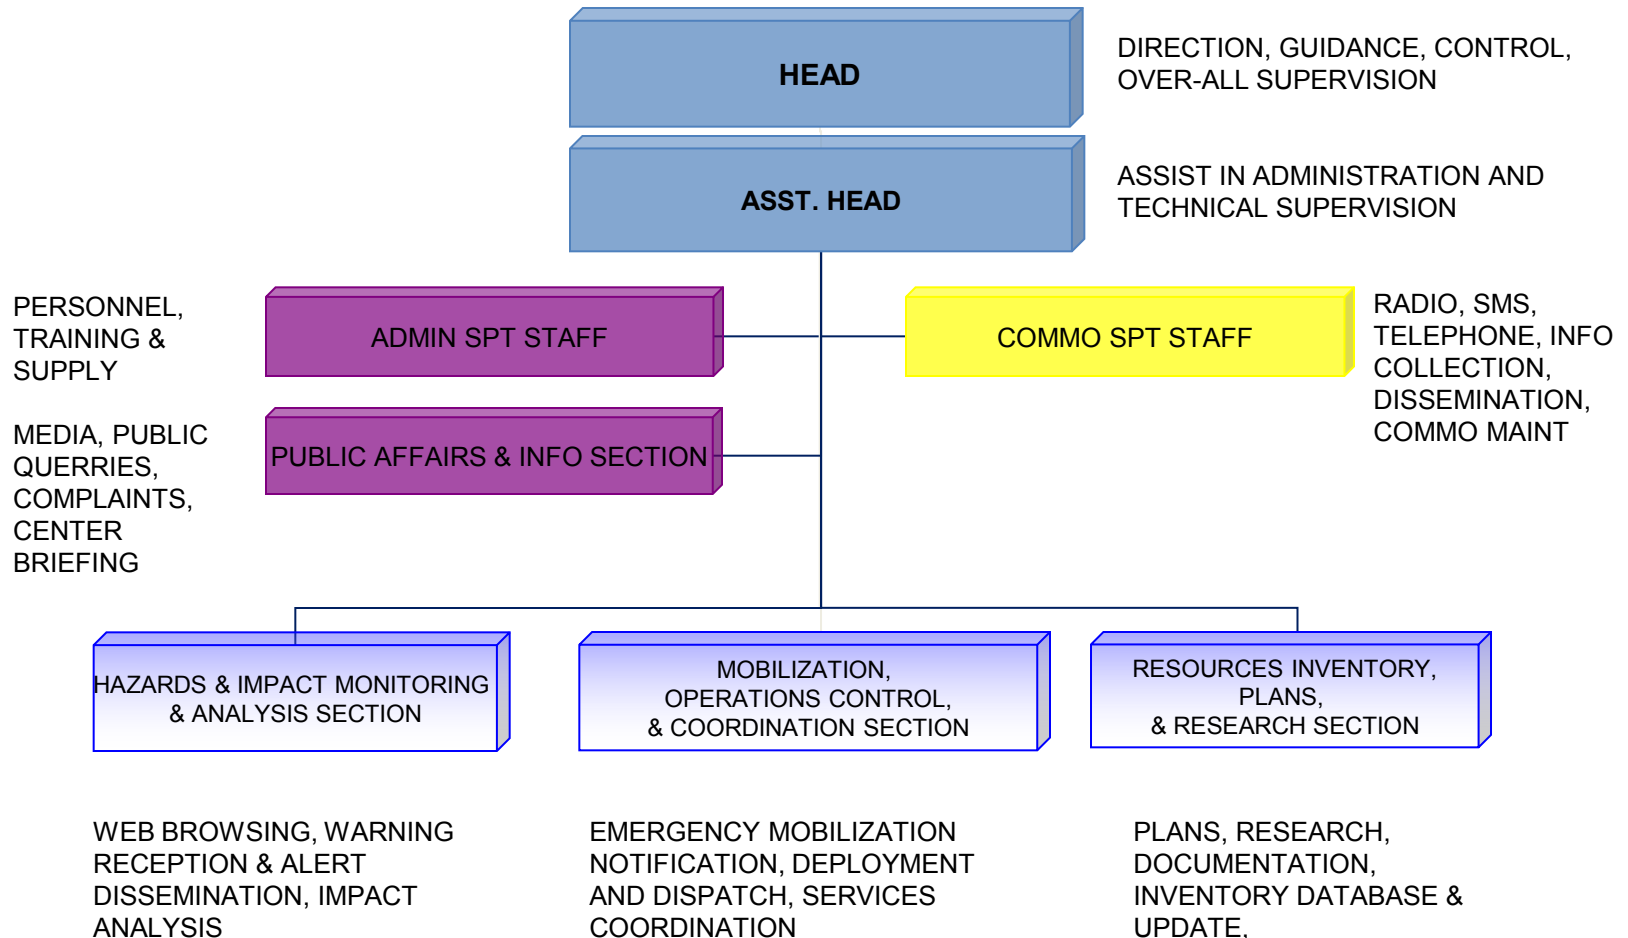 HEAD
DIRECTION, GUIDANCE, CONTROL,
OVER-ALL SUPERVISION
ASST. HEAD
ASSIST IN ADMINISTRATION AND
TECHNICAL SUPERVISION
PERSONNEL,
TRAINING &
SUPPLY
ADMIN SPT STAFF
COMMO SPT STAFF
RADIO, SMS,
TELEPHONE, INFO
COLLECTION,
DISSEMINATION,
COMMO MAINT
MEDIA, PUBLIC
QUERRIES,
COMPLAINTS,
CENTER
BRIEFING
PUBLIC AFFAIRS & INFO SECTION
HAZARDS & IMPACT MONITORING
& ANALYSIS SECTION
MOBILIZATION,
OPERATIONS CONTROL,
& COORDINATION SECTION
RESOURCES INVENTORY,
PLANS,
& RESEARCH SECTION
WEB BROWSING, WARNING
RECEPTION & ALERT
DISSEMINATION, IMPACT
ANALYSIS
EMERGENCY MOBILIZATION
NOTIFICATION, DEPLOYMENT
AND DISPATCH, SERVICES
COORDINATION
PLANS, RESEARCH,
DOCUMENTATION,
INVENTORY DATABASE &
UPDATE,